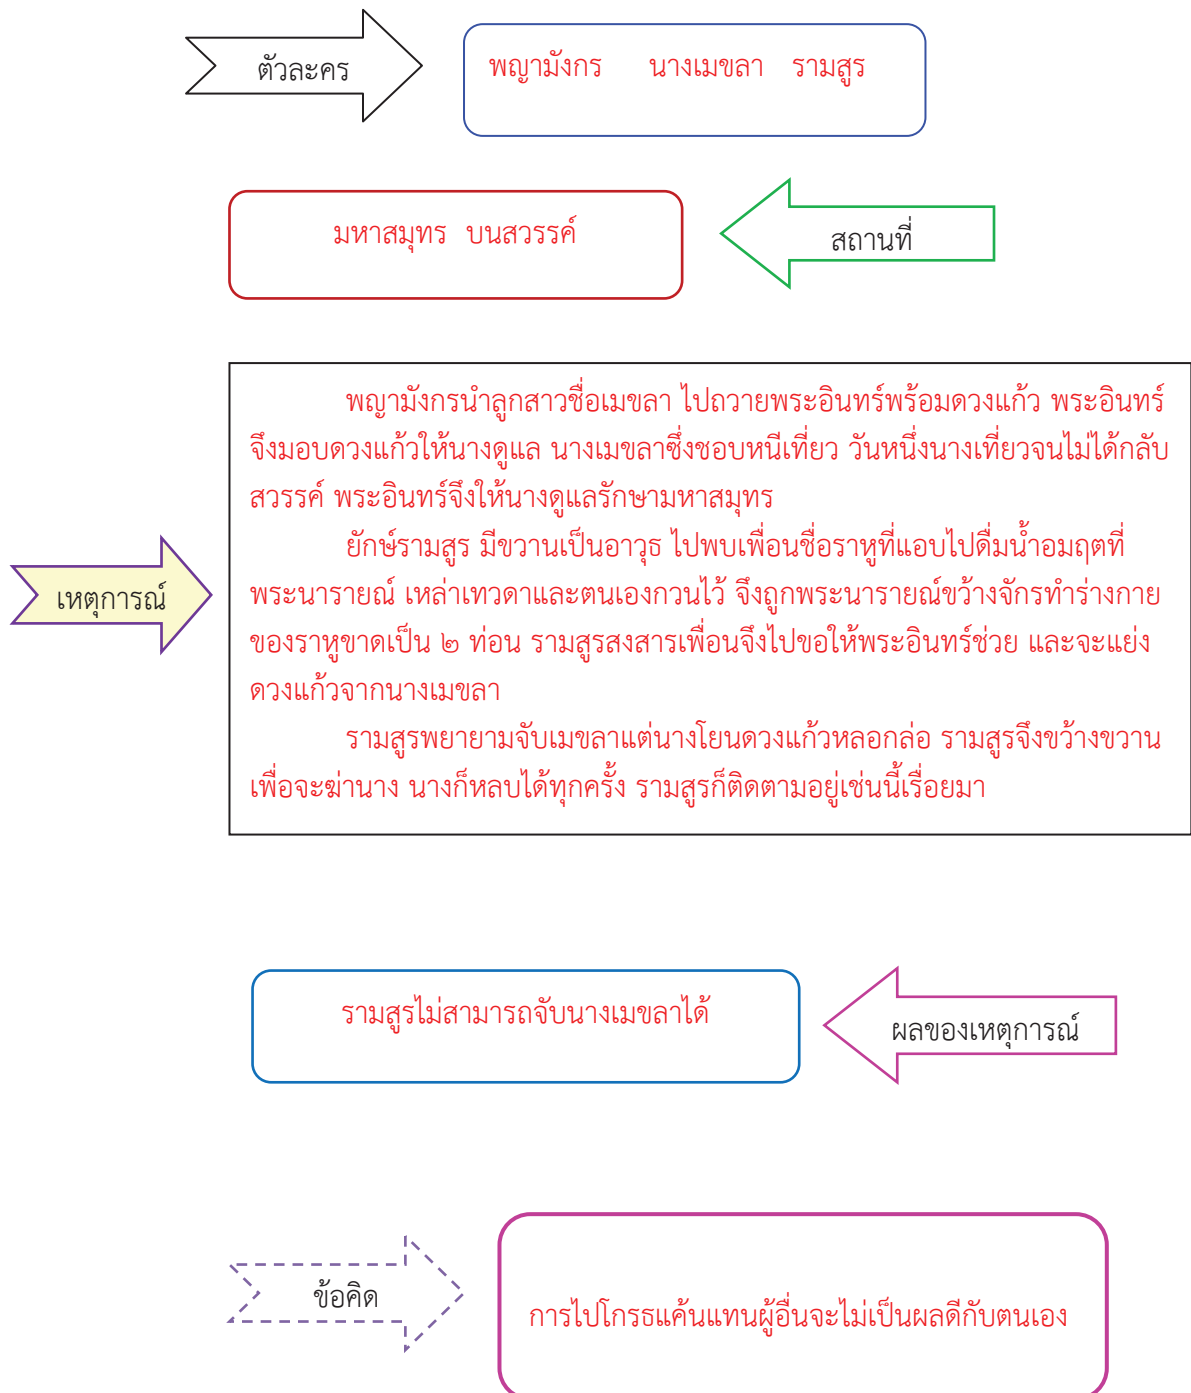 ตัวละคร
พญามังกร นางเมขลา รามสูร
มหาสมุทร บนสวรรค์
สถานที่
พญามังกรนำลูกสาวชื่อเมขลา ไปถวายพระอินทร์พร้อมดวงแก้ว พระอินทร์
จึงมอบดวงแก้วให้นางดูแล นางเมขลาซึ่งชอบหนีเที่ยว วันหนึ่งนางเที่ยวจนไม่ได้กลับ
สวรรค์ พระอินทร์จึงให้นางดูแลรักษามหาสมุทร
ยักษ์รามสูร มีขวานเป็นอาวุธ ไปพบเพื่อนชื่อราหูที่แอบไปดื่มน้ำอมฤตที่
เหตุการณ์
พระนารายณ์ เหล่าเทวดาและตนเองกวนไว้ จึงถูกพระนารายณ์ขว้างจักรทำร่างกาย
ของราหูขาดเป็น ๒ ท่อน รามสูรสงสารเพื่อนจึงไปขอให้พระอินทร์ช่วย และจะแย่ง
ดวงแก้วจากนางเมขลา
รามสูรพยายามจับเมขลาแต่นางโยนดวงแก้วหลอกล่อ รามสูรจึงขว้างขวาน
เพื่อจะฆ่านาง นางก็หลบได้ทุกครั้ง รามสูรก็ติดตามอยู่เช่นนี้เรื่อยมา
รามสูรไม่สามารถจับนางเมขลาได้
ผลของเหตุการณ์
ข้อคิด
การไปโกรธแค้นแทนผู้อื่นจะไม่เป็นผลดีกับตนเอง